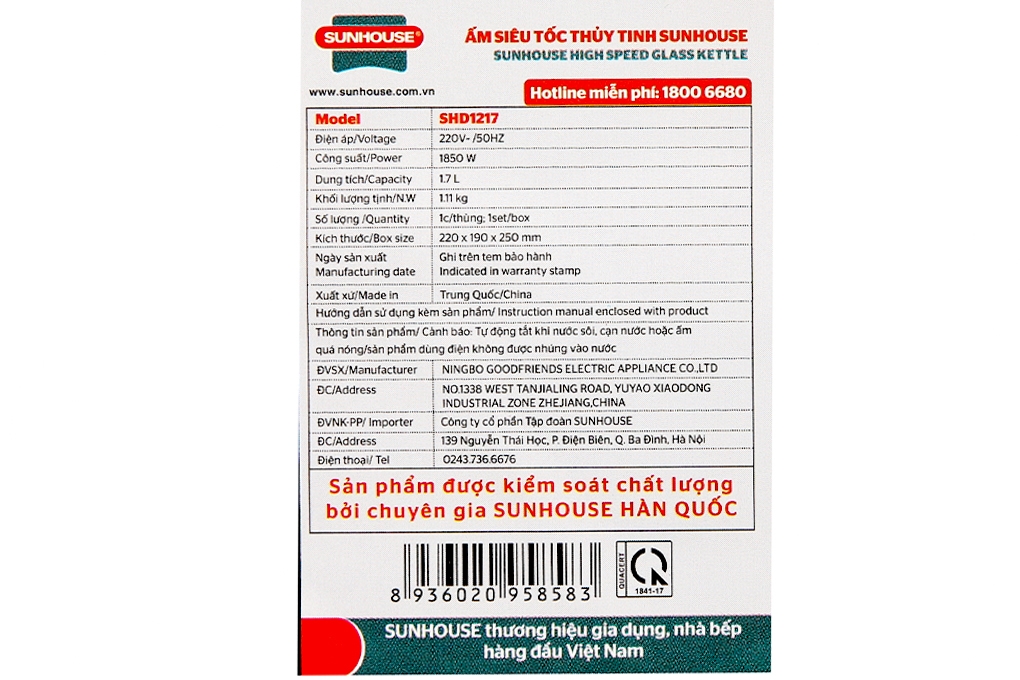 SUNHOUSE®
ẤM SIÊU TỐC THỦY TINH SUNHOUSE
SUNHOUSE HIGH SPEED GLASS KETTLE
www.sunhouse.com.vn
Hotline miễn phí: 1800 6680
Model SHD1217
Điện áp/Voltage 220V~ /50HZ
Công suất/Power 1850 W
Dung tích/Capacity 1.7 L
Khối lượng tịnh/N.W 1.11 kg
Số lượng /Quantity 1c/thùng; 1set/box
Kích thước/Box size 220 x 190 x 250 mm
Ngày sản xuất Ghi trên tem bảo hành
Manufacturing date Indicated in warranty stamp
Xuất xứ/Made in Trung Quốc/China
Hướng dẫn sử dụng kèm sản phẩm/ Instruction manual enclosed with product
Thông tin sản phẩm/ Cảnh báo: Tự động tắt khi nước sôi, cạn nước hoặc ấm
quá nóng/sản phẩm dùng điện không được nhúng vào nước
ĐVSX/Manufacturer NINGBO GOODFRIENDS ELECTRIC APPLIANCE CO.,LTD
ĐC/Address NO.1338 WEST TANJIALING ROAD, YUYAO XIAODONG
INDUSTRIAL ZONE ZHEJIANG,CHINA
ĐVNK-PP/ Importer Công ty cổ phần Tập đoàn SUNHOUSE
ĐC/Address 139 Nguyễn Thái Học, P. Điện Biên, Q. Ba Đình, Hà Nội
Điện thoại/ Tel 0243.736.6676
Sản phẩm được kiểm soát chất lượng
bởi chuyên gia SUNHOUSE HÀN QUỐC
8 936020 958583
QUACERT
1841-17
SUNHOUSE thương hiệu gia dụng, nhà bếp
hàng đầu Việt Nam